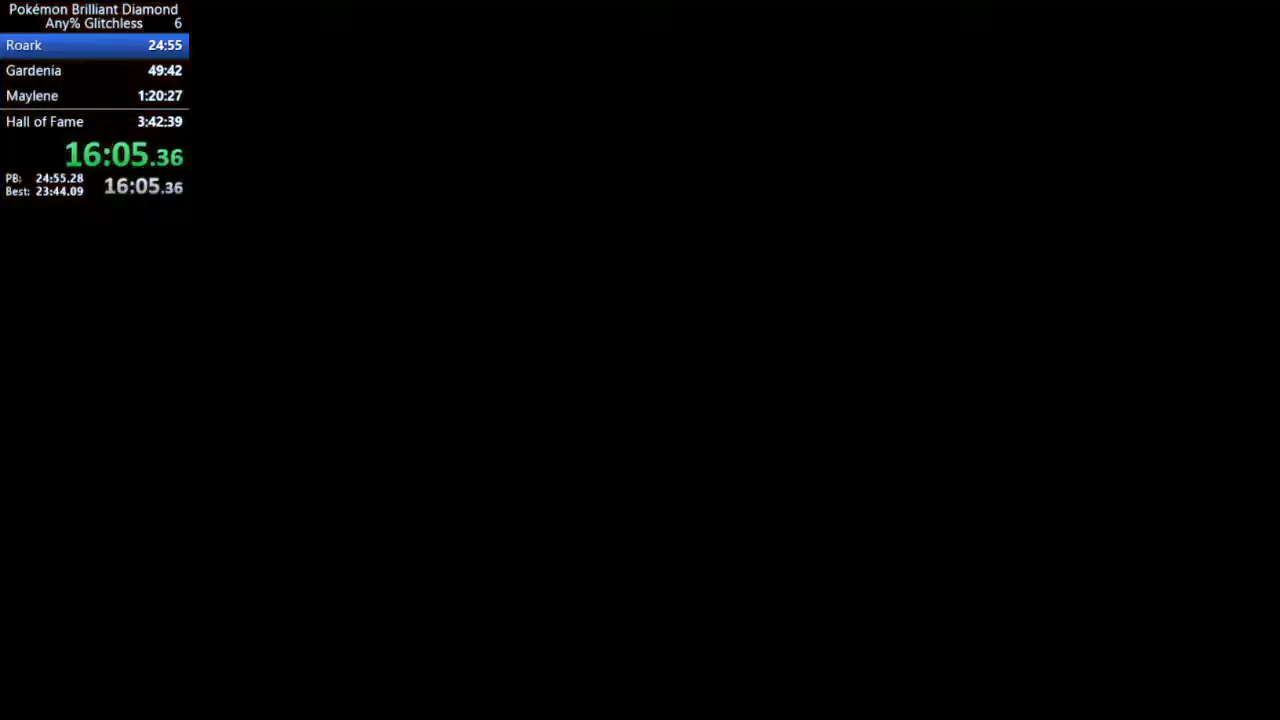 Pokémon Brilliant Diamond
Any% Glitchless 6
Roark 24:55
Gardenia 49:42
Maylene 1:20:27
Hall of Fame 3:42:39
16:05.36
PB: 24:55.28
Best: 23:44.09
16:05.36